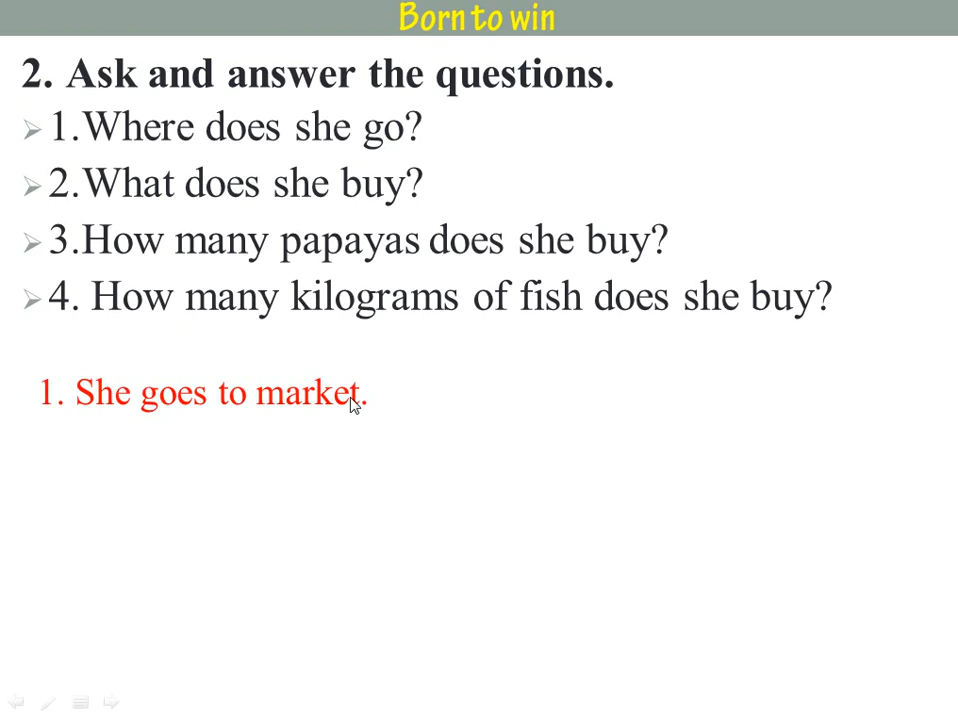 Born to win
2. Ask and answer the questions.
1.Where does she go?
2.What does she buy?
3.How many papayas does she buy?
4. How many kilograms of fish does she buy?
1. She goes to market.